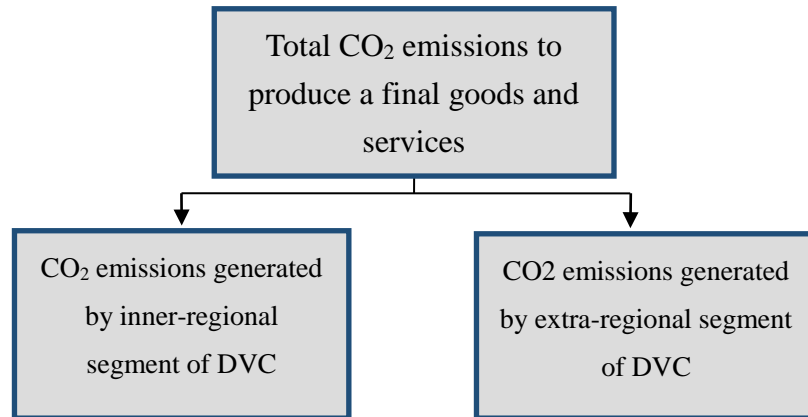 Total CO₂ emissions to
produce a final goods and
services
CO₂ emissions generated
by inner-regional
segment of DVC
CO2 emissions generated
by extra-regional segment
of DVC